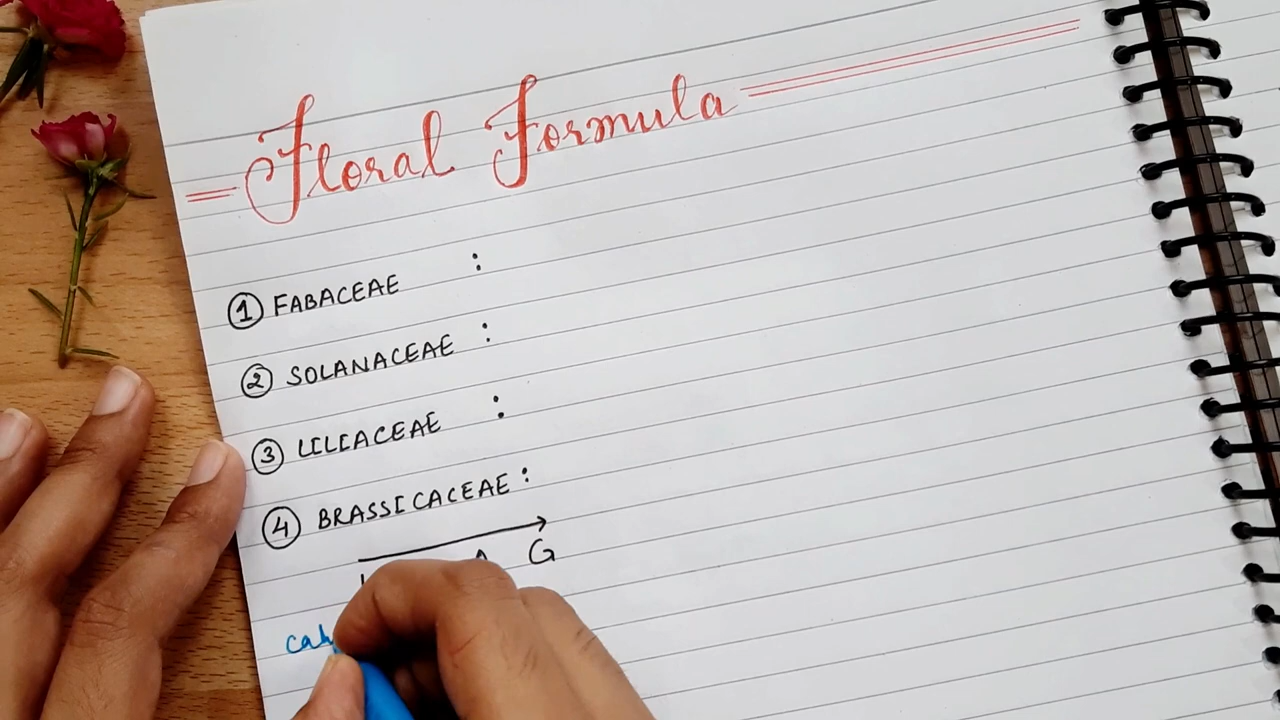 Floral Formula
① FABACEAE :
② SOLANACEAE :
③ LILIACEAE :
④ BRASSICACEAE :
G